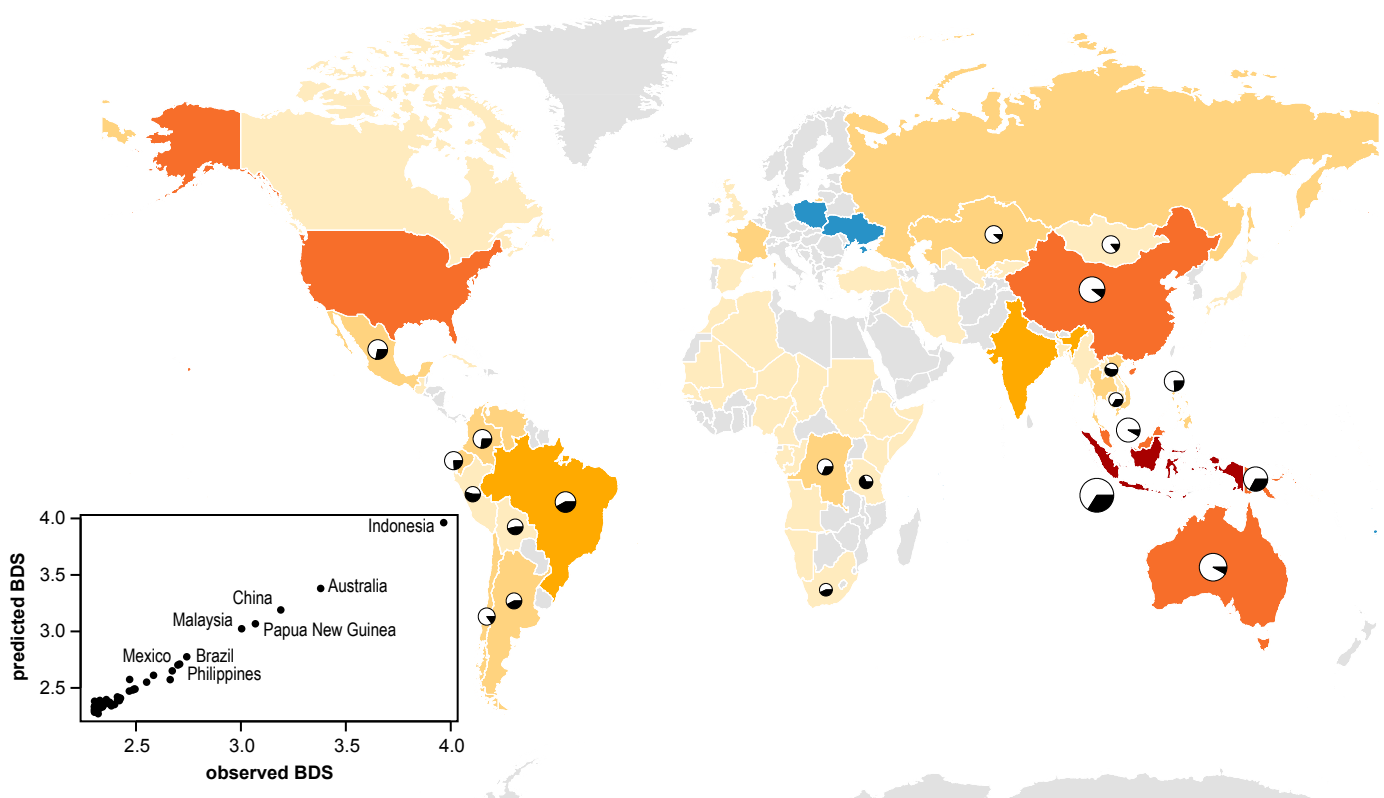 4.0
Indonesia
3.5
Australia
China
Malaysia
3.0
Papua New Guinea
Mexico
Brazil
Philippines
2.5
predicted BDS
2.5
3.0
3.5
4.0
observed BDS